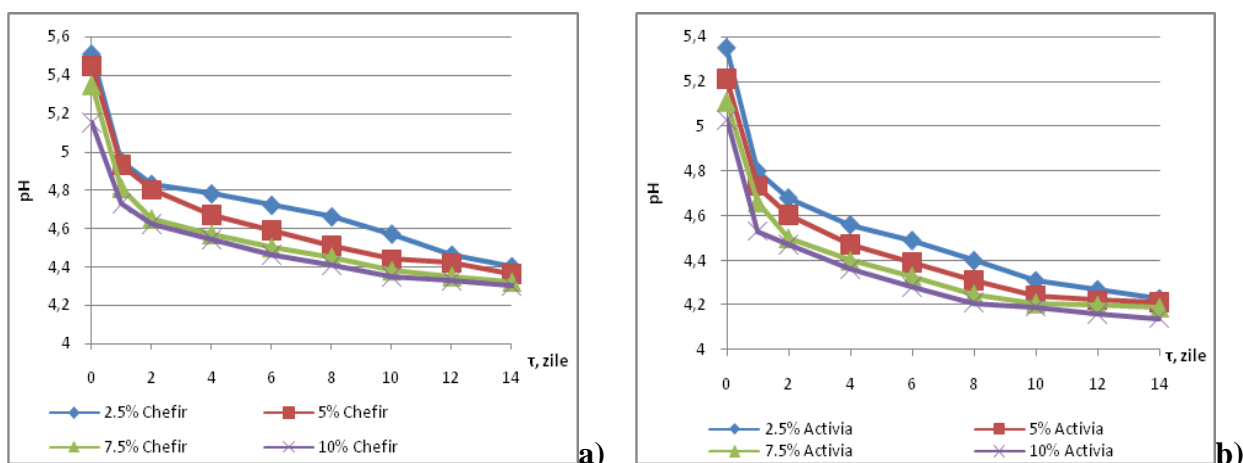 5,6
5,4
5,2
5
4,8
4,6
4,4
4,2
4
pH
0 2 4 6 8 10 12 14
τ, zile
2.5% Chefir 5% Chefir
7.5% Chefir 10% Chefir
a)
5,4
5,2
5
4,8
4,6
4,4
4,2
4
pH
0 2 4 6 8 10 12 14
τ, zile
2.5% Activia 5% Activia
7.5% Activia 10% Activia
b)